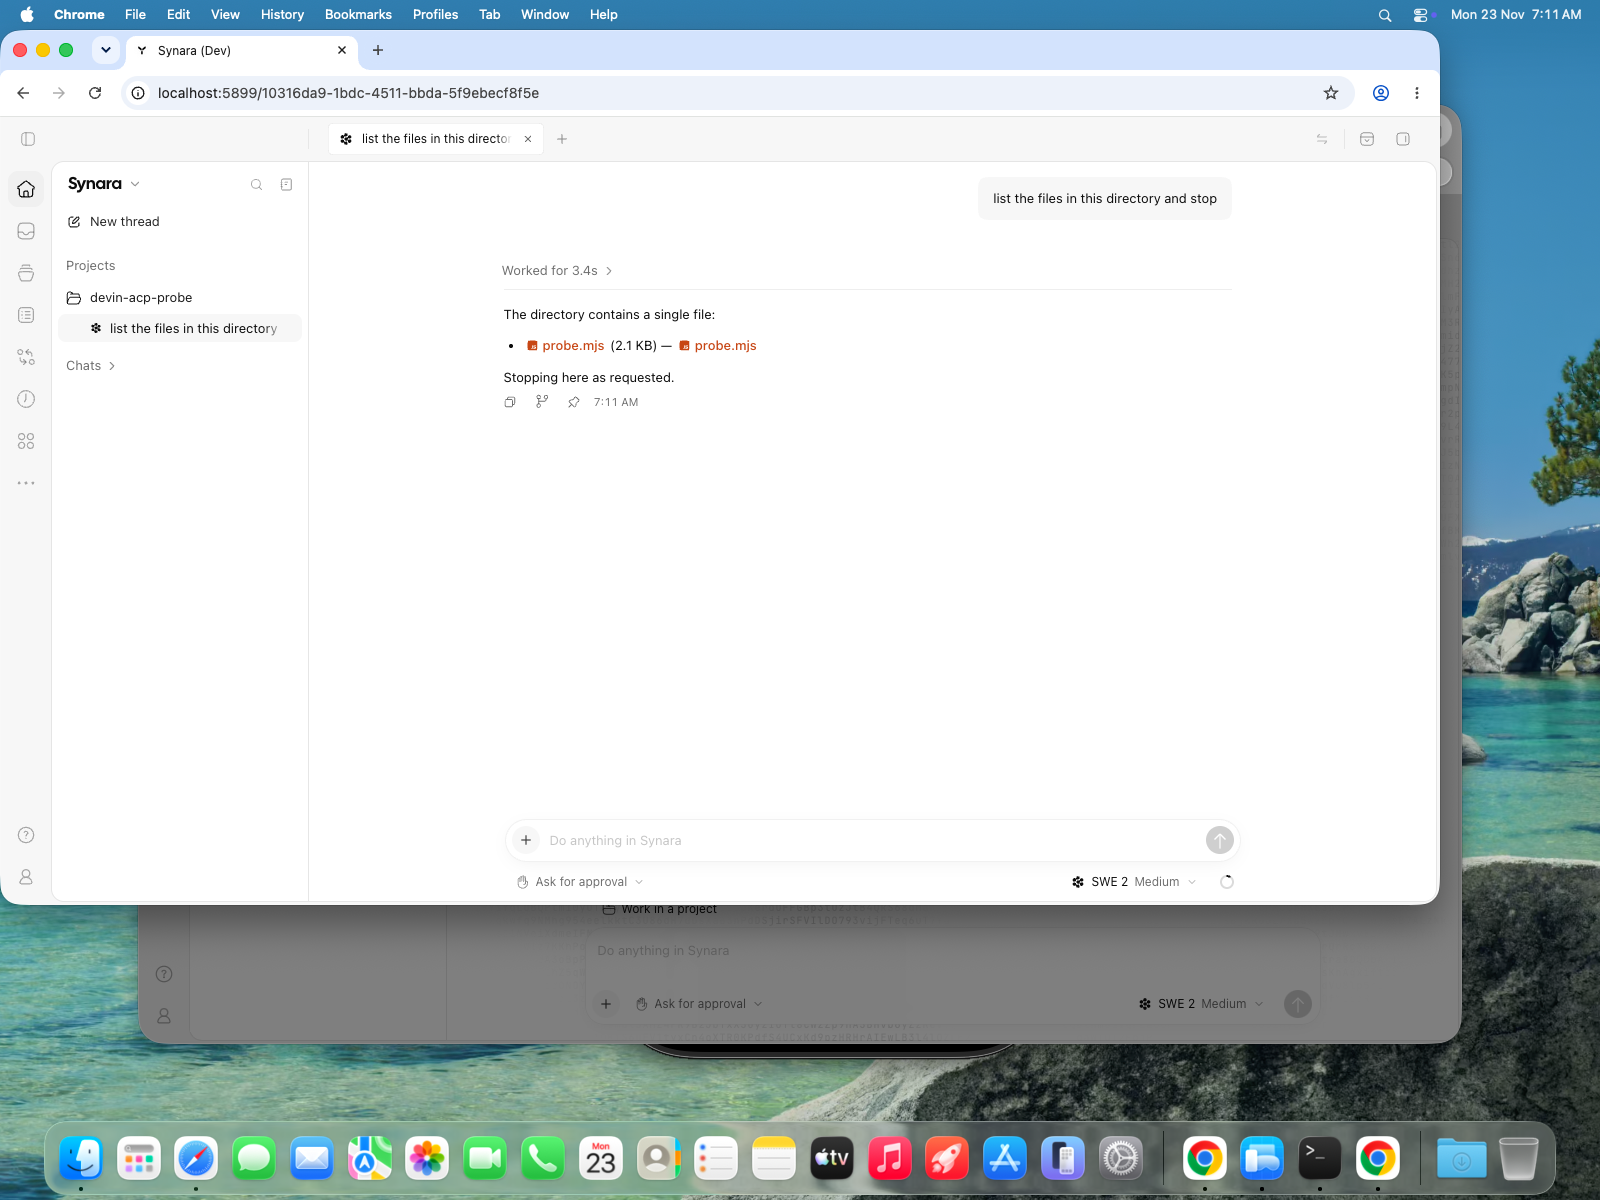 Chrome File Edit View History Bookmarks Profiles Tab Window Help Mon 23 Nov 7:11 AM
Synara (Dev)
localhost:5899/10316da9-1bdc-4511-bbda-5f9ebecf8f5e
list the files in this directo
Synara
New thread
Projects
devin-acp-probe
list the files in this directory
Chats
list the files in this directory and stop
Worked for 3.4s
The directory contains a single file:
• probe.mjs (2.1 KB) — probe.mjs
Stopping here as requested.
7:11 AM
Do anything in Synara
Ask for approval
SWE 2 Medium
Work in a project
Do anything in Synara
Ask for approval
SWE 2 Medium
Mon
23
tv